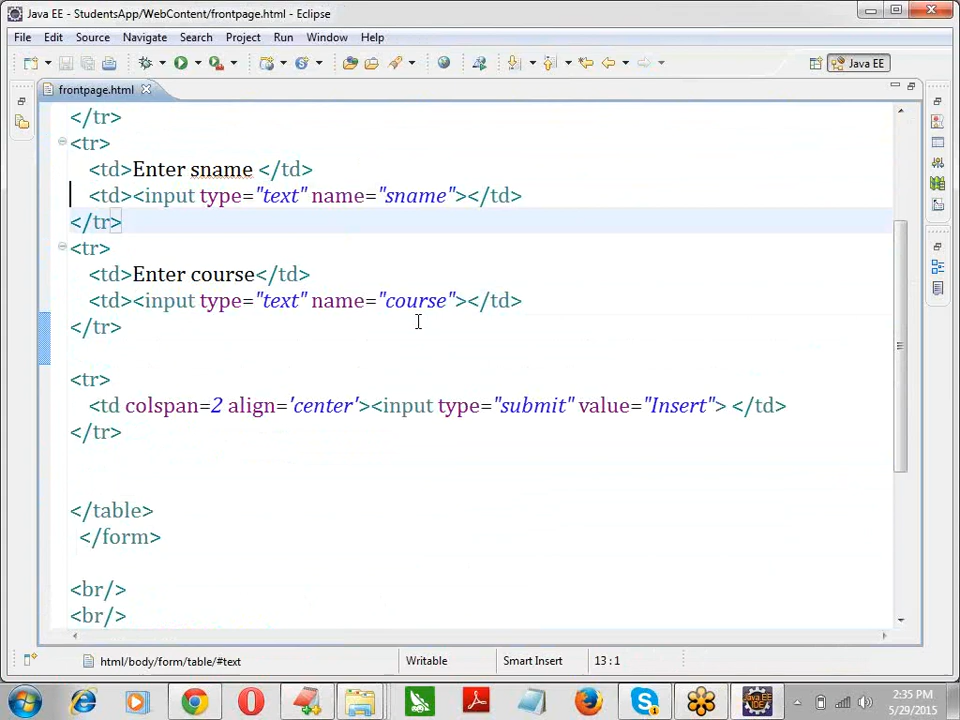 Java EE - StudentsApp/WebContent/frontpage.html - Eclipse
File Edit Source Navigate Search Project Run Window Help
Java EE
frontpage.html
</tr>
<tr>
<td>Enter sname </td>
<td><input type="text" name="sname"></td>
</tr>
<tr>
<td>Enter course</td>
<td><input type="text" name="course"></td>
</tr>
<tr>
<td colspan=2 align='center'><input type="submit" value="Insert"> </td>
</tr>
</table>
</form>
<br/>
<br/>
html/body/form/table/#text Writable Smart Insert 13 : 1
Java EE
IDE
2:35 PM
5/29/2015